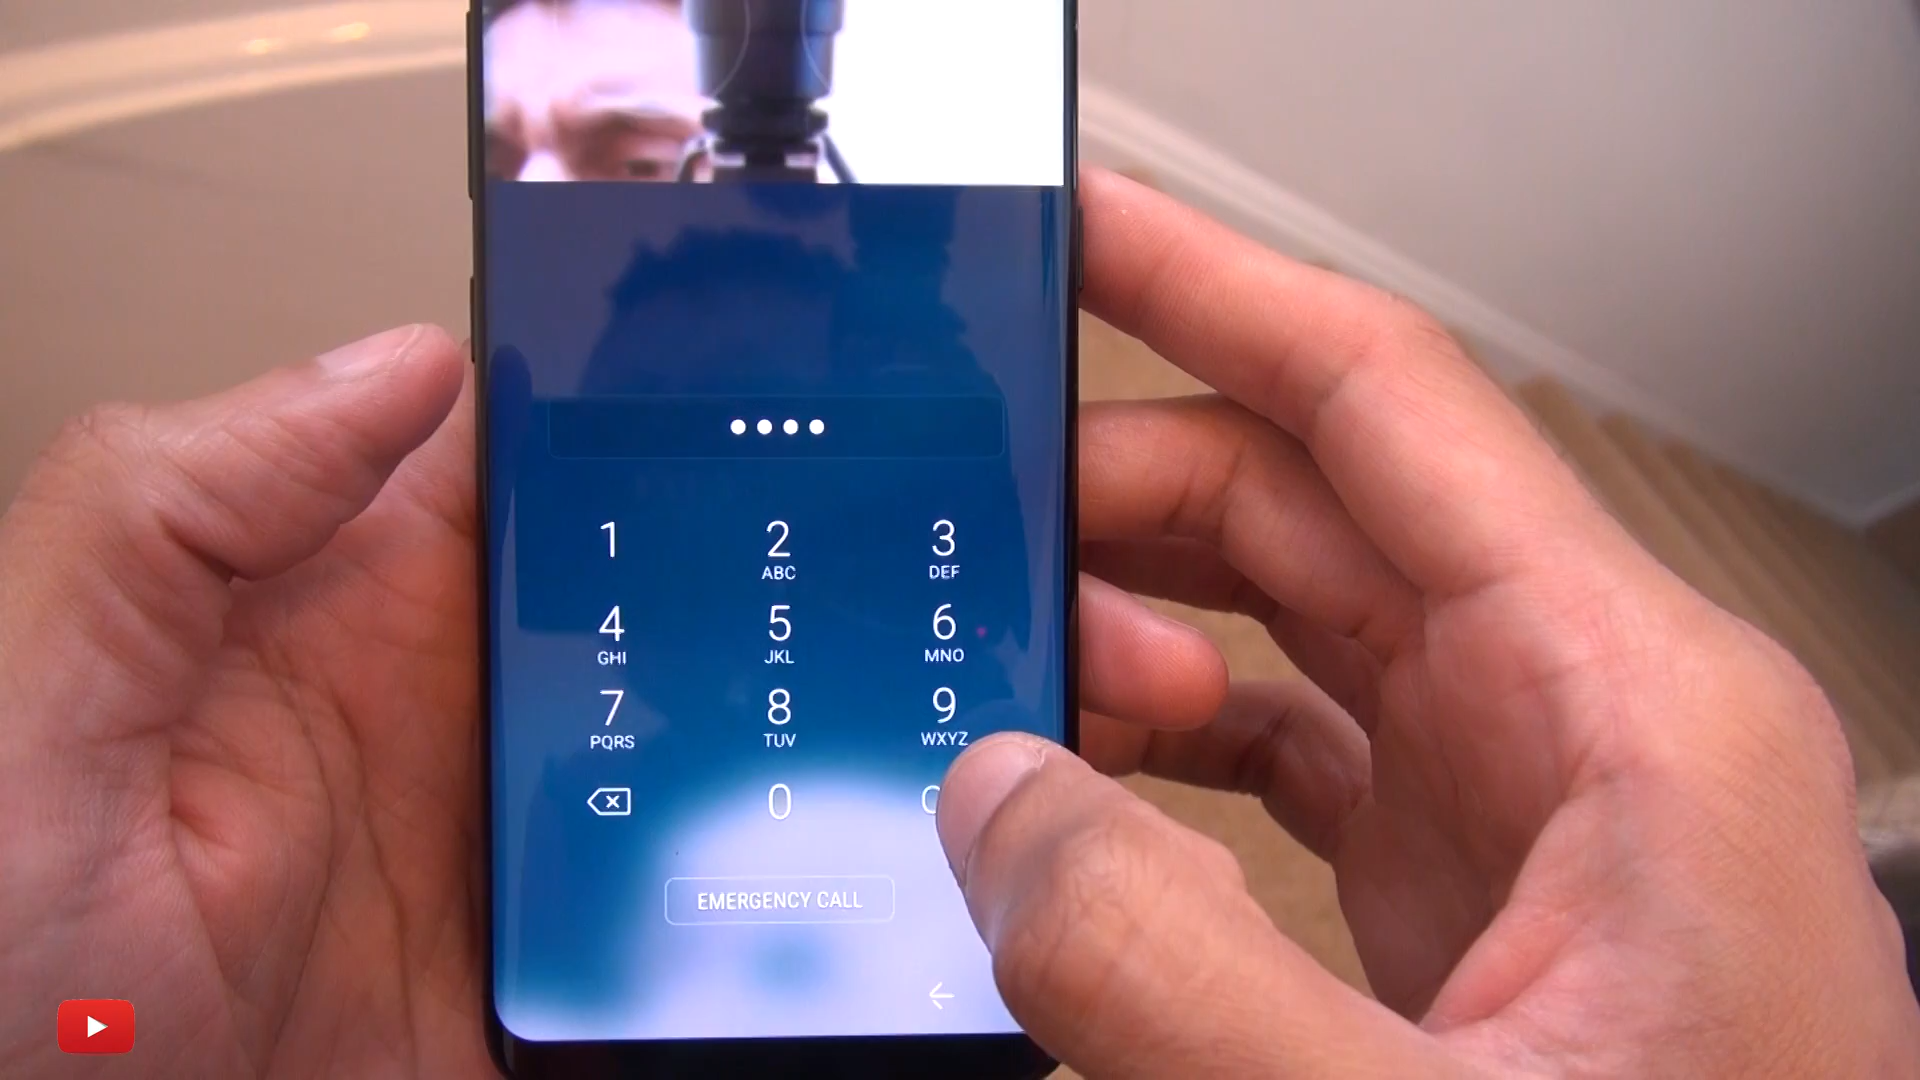 1 2 3
ABC DEF
4 5 6
GHI JKL MNO
7 8 9
PQRS TUV WXYZ
0
EMERGENCY CALL